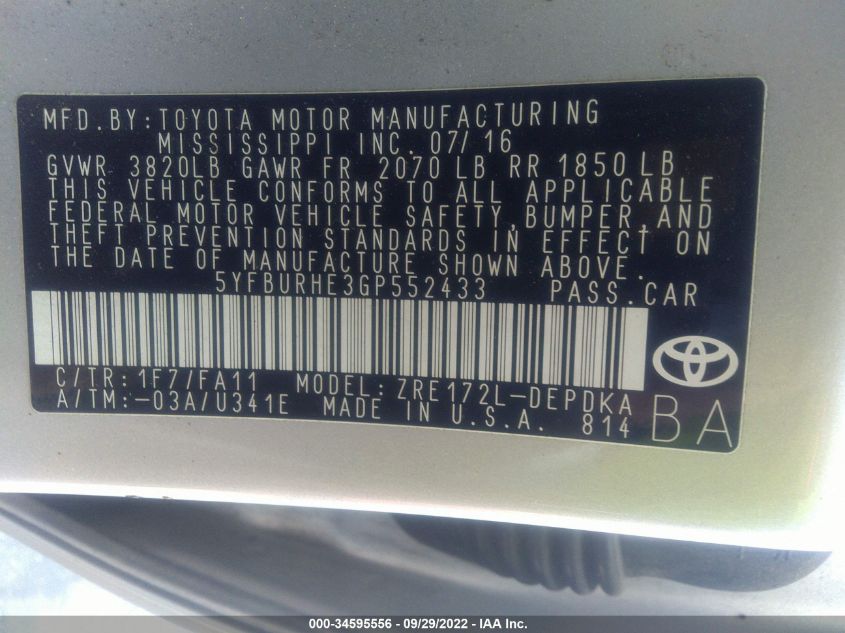 MFD.BY:TOYOTA MOTOR MANUFACTURING
MISSISSIPPI INC. 07/16
GVWR 3820LB GAWR FR 2070 LB RR 1850 LB
THIS VEHICLE CONFORMS TO ALL APPLICABLE
FEDERAL MOTOR VEHICLE SAFETY,BUMPER,AND
THEFT PREVENTION STANDARDS IN EFFECT ON
THE DATE OF MANUFACTURE SHOWN ABOVE.
5YFBURHE3GP552433 PASS.CAR
C/TR:1F7/FA11 MODEL:ZRE172L-DEPDKA
A/TM:-03A/U341E MADE IN U.S.A. 814
BA
000-34595556 - 09/29/2022 - IAA Inc.